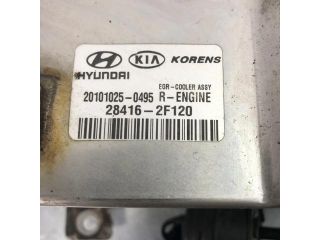 HYUNDAI KIA KORENS
EGR-COOLER ASSY
20101025-0495 R-ENGINE
28416-2F120